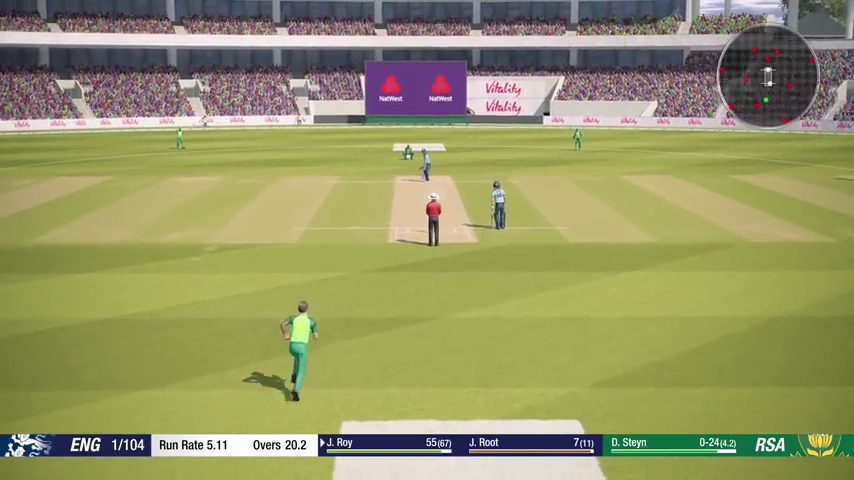 NatWest NatWest
Vitality
Vitality
ENG 1/104 Run Rate 5.11 Overs 20.2 J. Roy 55(67) J. Root 7(11) D. Steyn 0-24(4.2) RSA